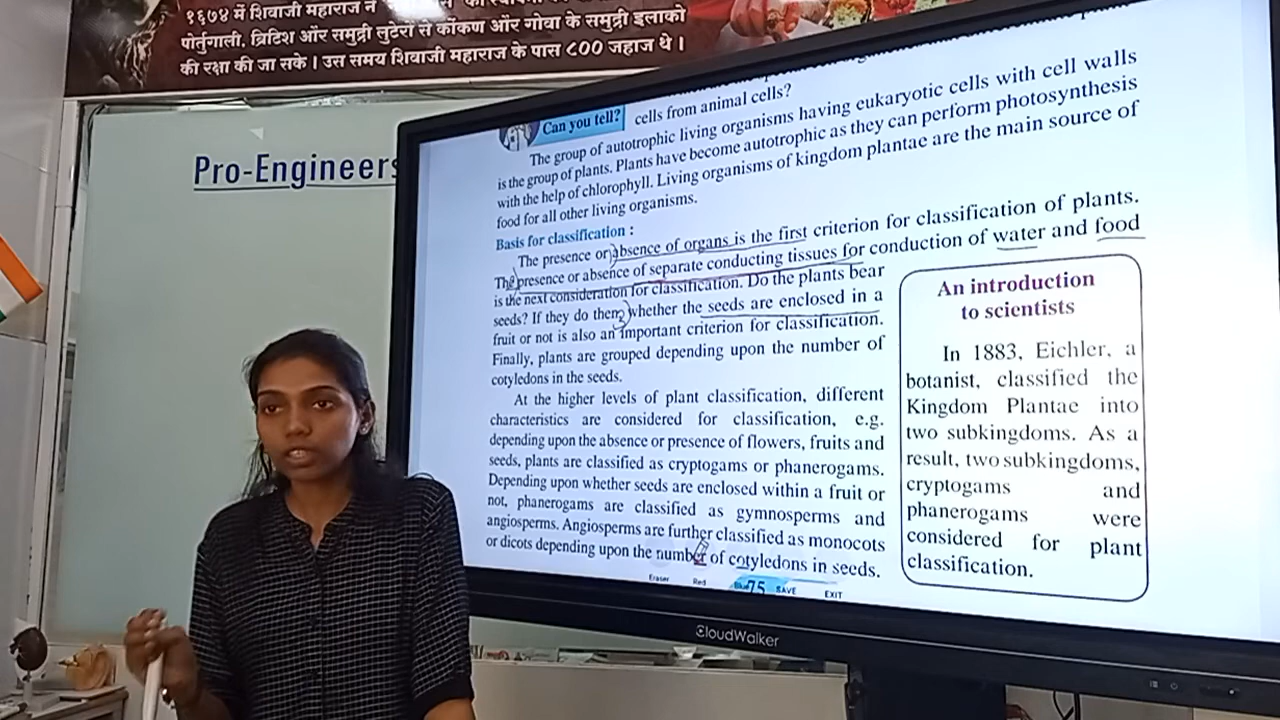 १६७४ में शिवाजी महाराज ने
पोर्तुगाली, ब्रिटिश और समुद्री लुटेरों से कोंकण और गोवा के समुद्री इलाको
की रक्षा की जा सके । उस समय शिवाजी महाराज के पास ८०० जहाज थे ।
Pro-Engineers
Can you tell? cells from animal cells?
The group of autotrophic living organisms having eukaryotic cells with cell walls
is the group of plants. Plants have become autotrophic as they can perform photosynthesis
with the help of chlorophyll. Living organisms of kingdom plantae are the main source of
food for all other living organisms.
Basis for classification :
The presence or absence of organs is the first criterion for classification of plants.
The presence or absence of separate conducting tissues for conduction of water and food
is the next consideration for classification. Do the plants bear
seeds? If they do them, whether the seeds are enclosed in a
fruit or not is also an important criterion for classification.
Finally, plants are grouped depending upon the number of
cotyledons in the seeds.
At the higher levels of plant classification, different
characteristics are considered for classification, e.g.
depending upon the absence or presence of flowers, fruits and
seeds, plants are classified as cryptogams or phanerogams.
Depending upon whether seeds are enclosed within a fruit or
not, phanerogams are classified as gymnosperms and
angiosperms. Angiosperms are further classified as monocots
or dicots depending upon the number of cotyledons in seeds.
An introduction
to scientists
In 1883, Eichler, a
botanist, classified the
Kingdom Plantae into
two subkingdoms. As a
result, two subkingdoms,
cryptogams and
phanerogams were
considered for plant
classification.
Eraser Red Blue 75 SAVE EXIT
CloudWalker